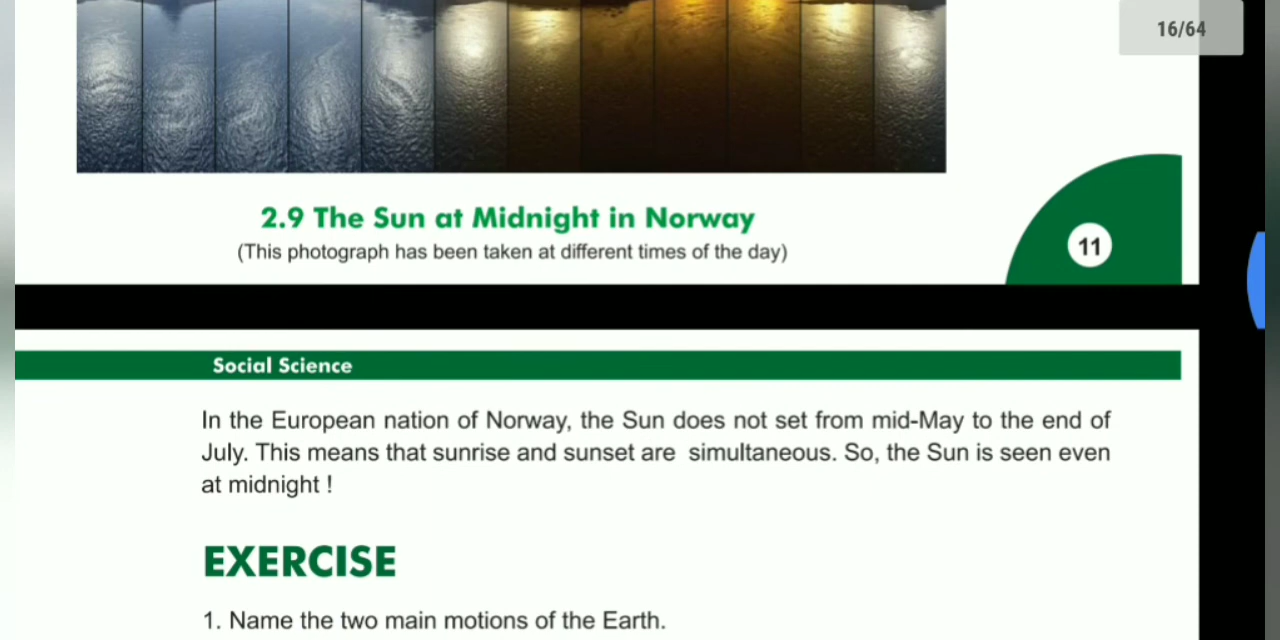 16/64
2.9 The Sun at Midnight in Norway
(This photograph has been taken at different times of the day)
11
Social Science
In the European nation of Norway, the Sun does not set from mid-May to the end of
July. This means that sunrise and sunset are simultaneous. So, the Sun is seen even
at midnight !
EXERCISE
1. Name the two main motions of the Earth.